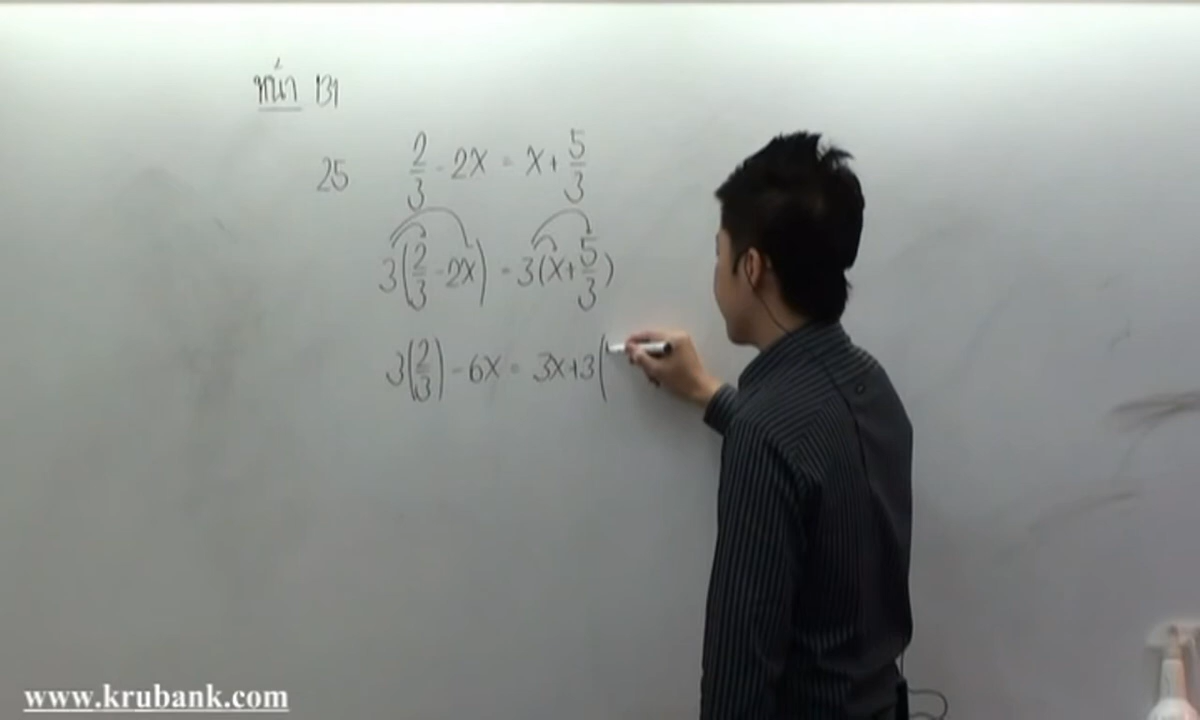 หน้า 131
25 2/3 - 2x = x + 5/3
3(2/3 - 2x) = 3(x + 5/3)
3(2/3) - 6x = 3x + 3(
www.krubank.com